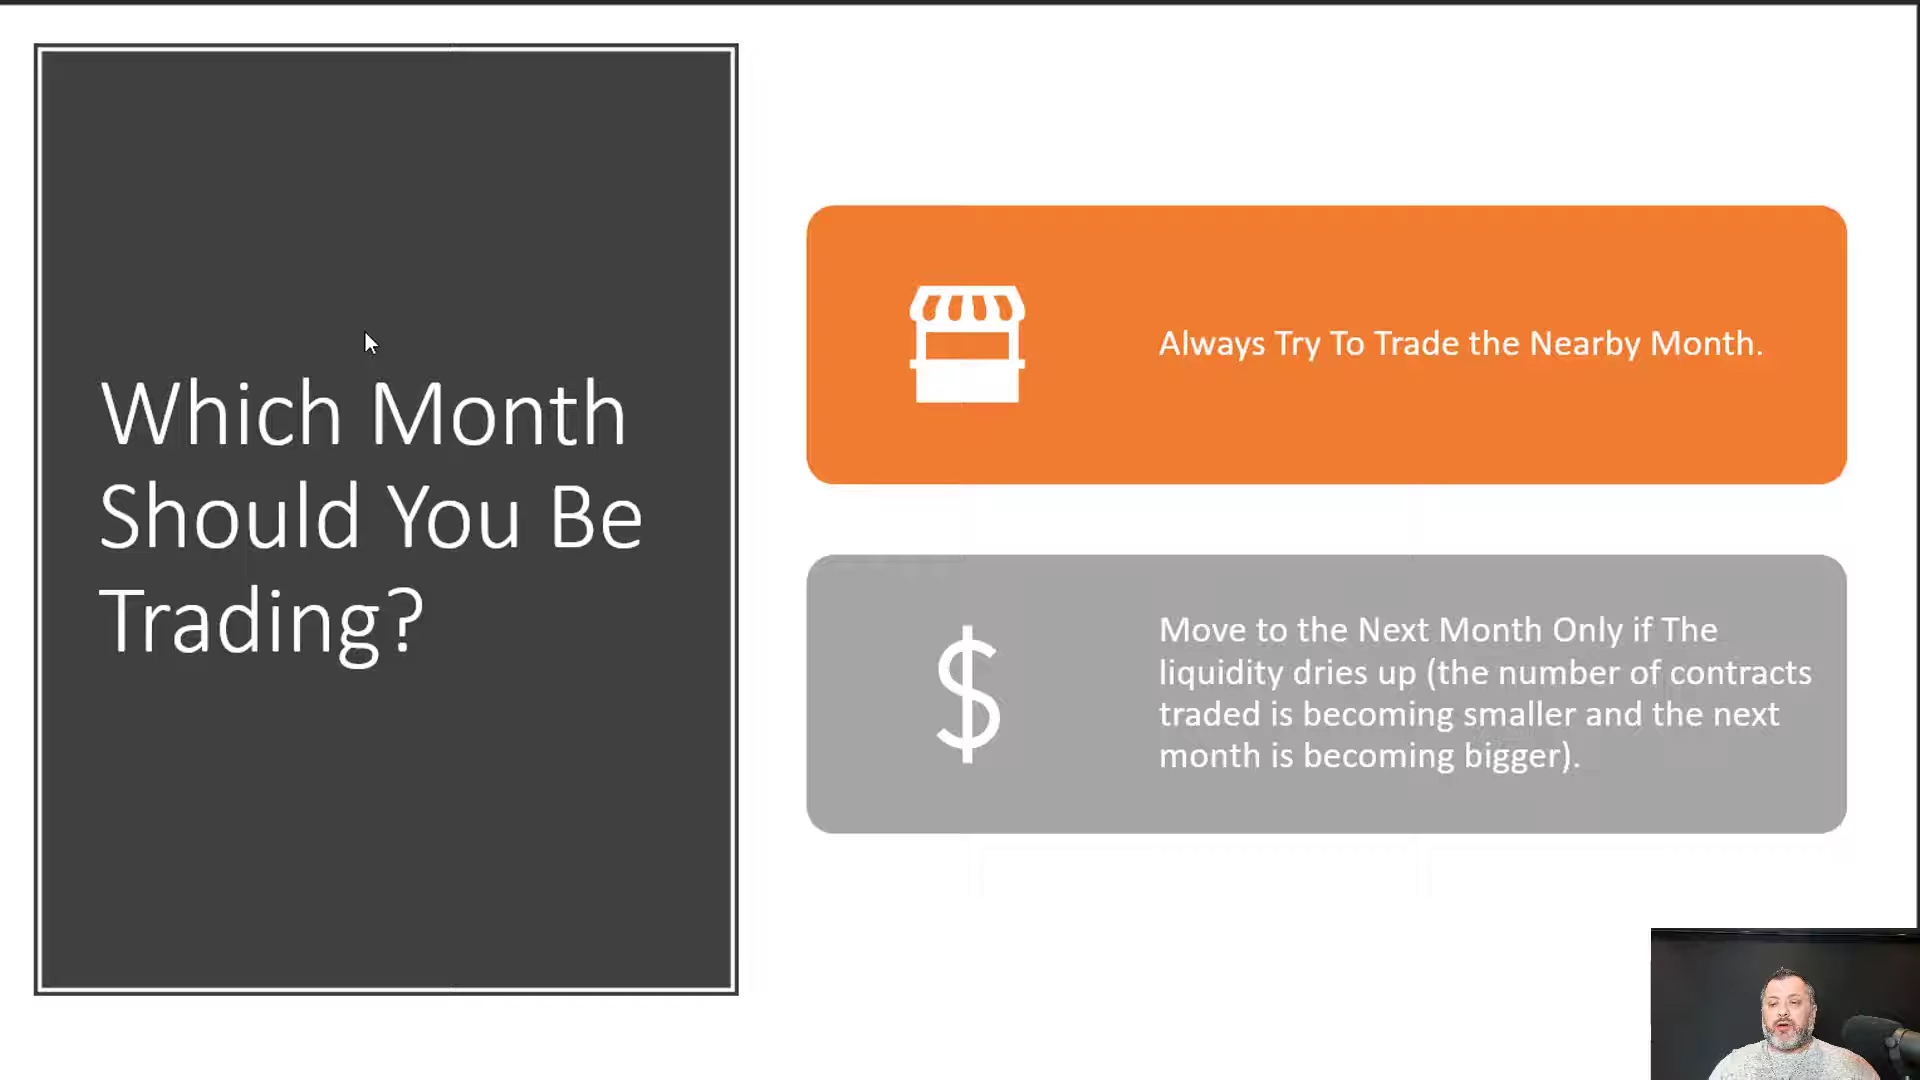 Which Month
Should You Be
Trading?
Always Try To Trade the Nearby Month.
Move to the Next Month Only if The
liquidity dries up (the number of contracts
traded is becoming smaller and the next
month is becoming bigger).